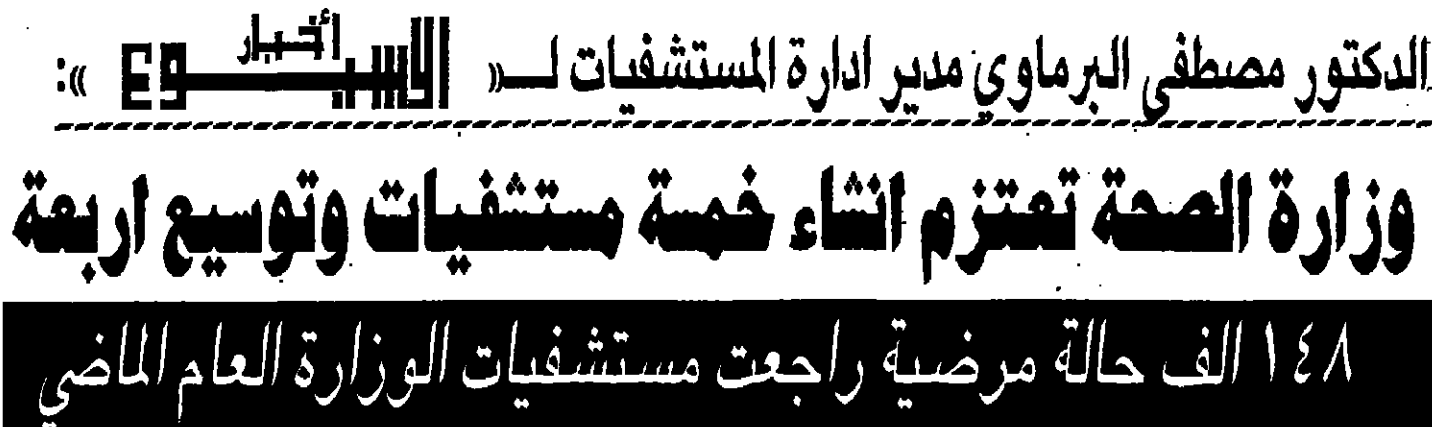 الدكتور مصطفى البرماوي مدير ادارة المستشفيات لـ« أخبار الاسبوع »:
وزارة الصحة تعتزم انشاء خمسة مستشفيات وتوسيع اربعة
١٤٨ الف حالة مرضية راجعت مستشفيات الوزارة العام الماضي